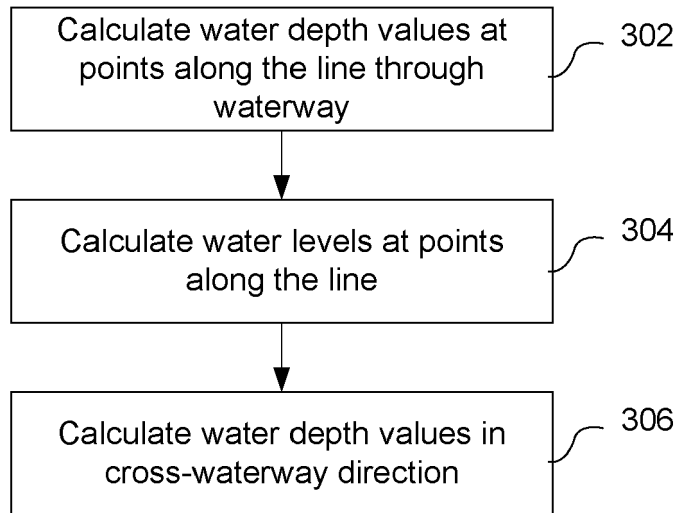 Calculate water depth values at
points along the line through
waterway
302
Calculate water levels at points
along the line
304
Calculate water depth values in
cross-waterway direction
306